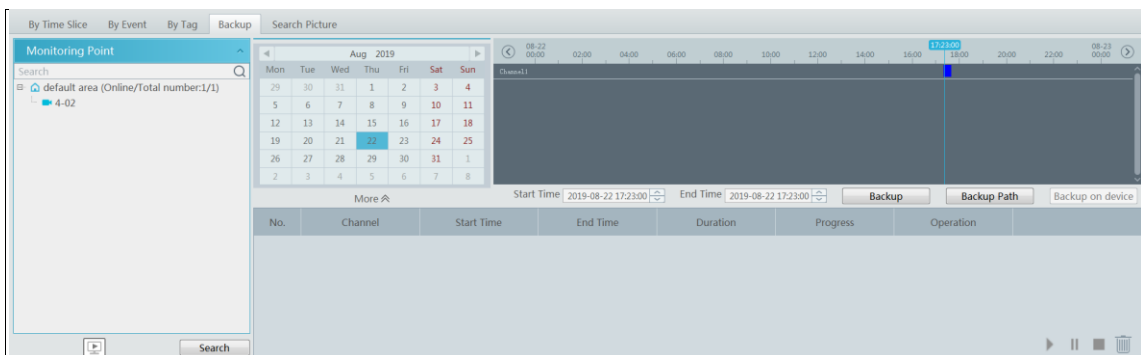 By Time Slice By Event By Tag Backup Search Picture
Monitoring Point
Search
default area (Online/Total number:1/1)
4-02
Search
Aug 2019
Mon Tue Wed Thu Fri Sat Sun
29 30 31 1 2 3 4
5 6 7 8 9 10 11
12 13 14 15 16 17 18
19 20 21 22 23 24 25
26 27 28 29 30 31 1
2 3 4 5 6 7 8
More
17:23:00
08-22 08-23
00:00 02:00 04:00 06:00 08:00 10:00 12:00 14:00 16:00 18:00 20:00 22:00 00:00
Channel1
Start Time 2019-08-22 17:23:00 End Time 2019-08-22 17:23:00 Backup Backup Path Backup on device
No. Channel Start Time End Time Duration Progress Operation